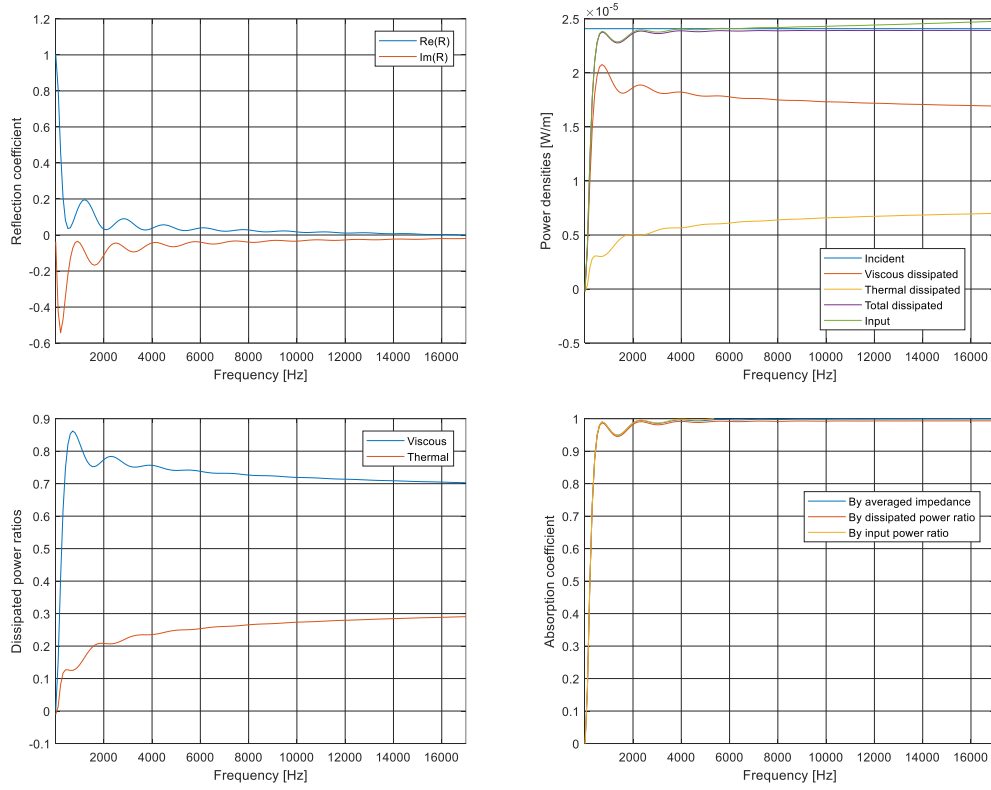 1.2
1
0.8
0.6
0.4
0.2
0
-0.2
-0.4
-0.6
Reflection coefficient
Re(R)
Im(R)
2000 4000 6000 8000 10000 12000 14000 16000
Frequency [Hz]
×10⁻⁵
2.5
2
1.5
1
0.5
0
-0.5
Power densities [W/m]
Incident
Viscous dissipated
Thermal dissipated
Total dissipated
Input
2000 4000 6000 8000 10000 12000 14000 16000
Frequency [Hz]
0.9
0.8
0.7
0.6
0.5
0.4
0.3
0.2
0.1
0
-0.1
Dissipated power ratios
Viscous
Thermal
2000 4000 6000 8000 10000 12000 14000 16000
Frequency [Hz]
1
0.9
0.8
0.7
0.6
0.5
0.4
0.3
0.2
0.1
0
Absorption coefficient
By averaged impedance
By dissipated power ratio
By input power ratio
2000 4000 6000 8000 10000 12000 14000 16000
Frequency [Hz]